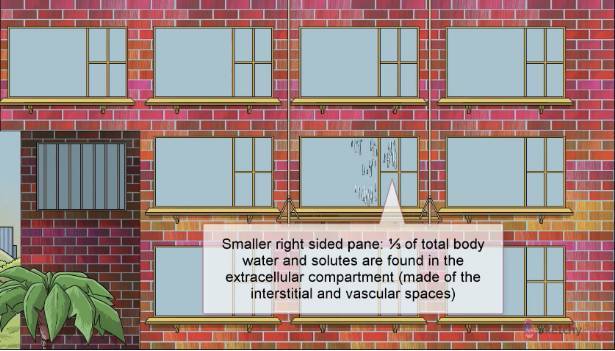 Smaller right sided pane: ⅓ of total body
water and solutes are found in the
extracellular compartment (made of the
interstitial and vascular spaces)